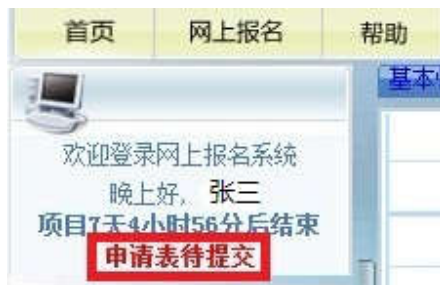 首页 网上报名 帮助
基本
欢迎登录网上报名系统
晚上好, 张三
项目7天4小时56分后结束
申请表待提交